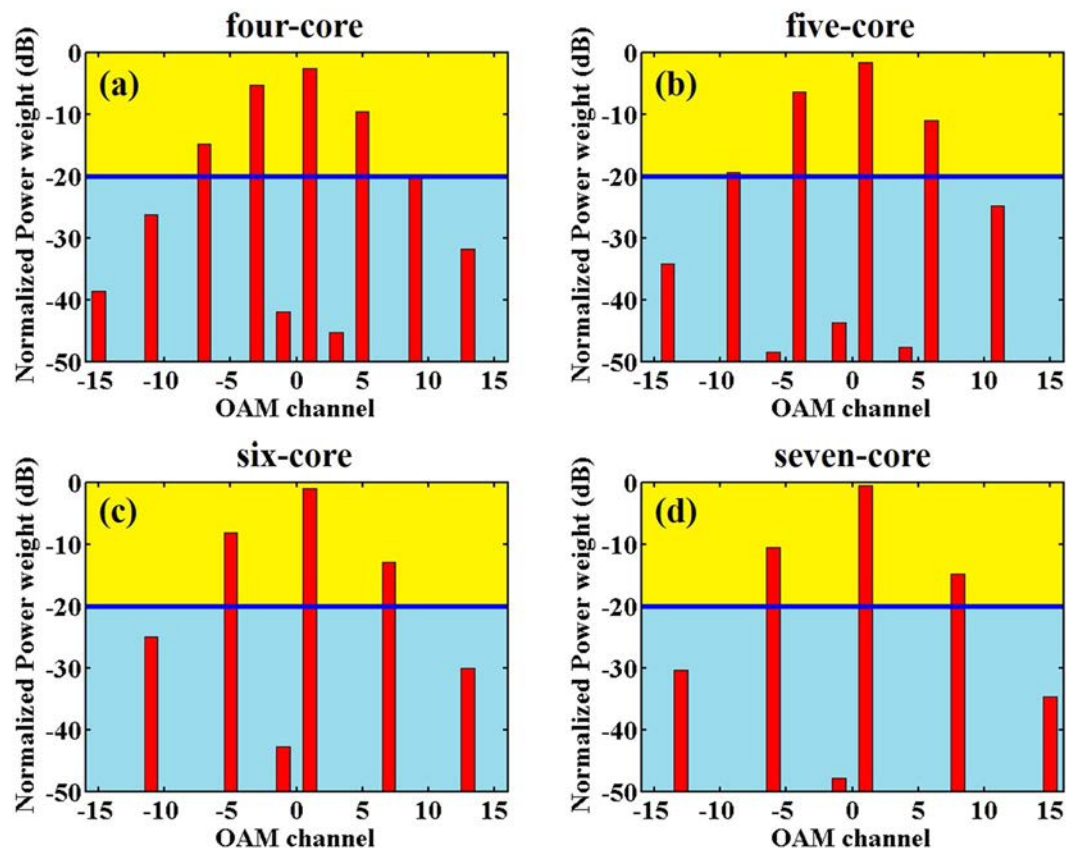 four-core
Normalized Power weight (dB)
(a)
0
-10
-20
-30
-40
-50
-15 -10 -5 0 5 10 15
OAM channel
five-core
Normalized Power weight (dB)
(b)
0
-10
-20
-30
-40
-50
-15 -10 -5 0 5 10 15
OAM channel
six-core
Normalized Power weight (dB)
(c)
0
-10
-20
-30
-40
-50
-15 -10 -5 0 5 10 15
OAM channel
seven-core
Normalized Power weight (dB)
(d)
0
-10
-20
-30
-40
-50
-15 -10 -5 0 5 10 15
OAM channel